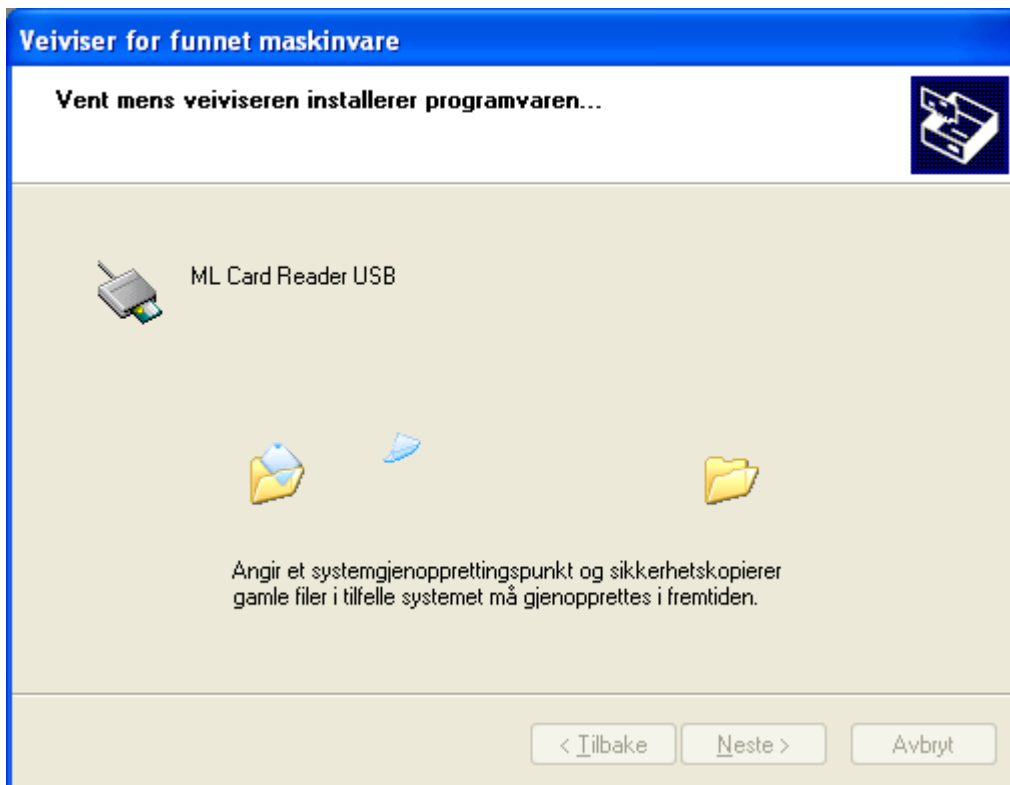 Veiviser for funnet maskinvare
Vent mens veiviseren installerer programvaren...
ML Card Reader USB
Angir et systemgjenopprettingspunkt og sikkerhetskopierer
gamle filer i tilfelle systemet må gjenopprettes i fremtiden.
< Tilbake
Neste >
Avbryt